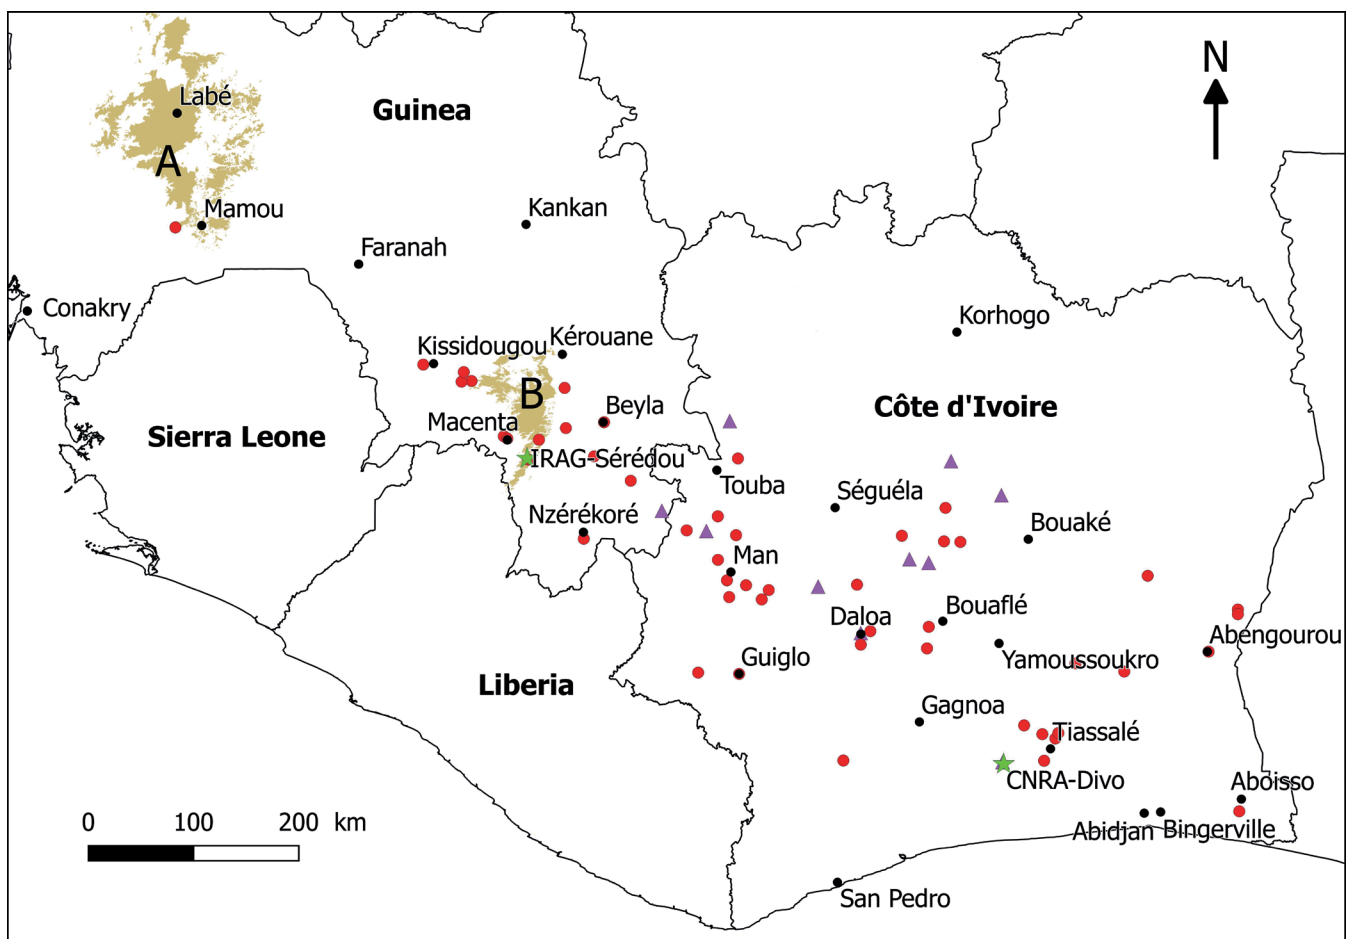 N
Labé
Guinea
A
Mamou
Kankan
Faranah
Conakry
Korhogo
Kérouane
Kissidougou
B
Beyla
Côte d'Ivoire
Macenta
Sierra Leone
IRAG-Sérédou
Touba
Séguéla
Nzérékoré
Bouaké
Man
Bouaflé
Daloa
Abengourou
Guiglo
Yamoussoukro
Liberia
Gagnoa
Tiassalé
CNRA-Divo
Aboisso
0 100 200 km
Abidjan
Bingerville
San Pedro